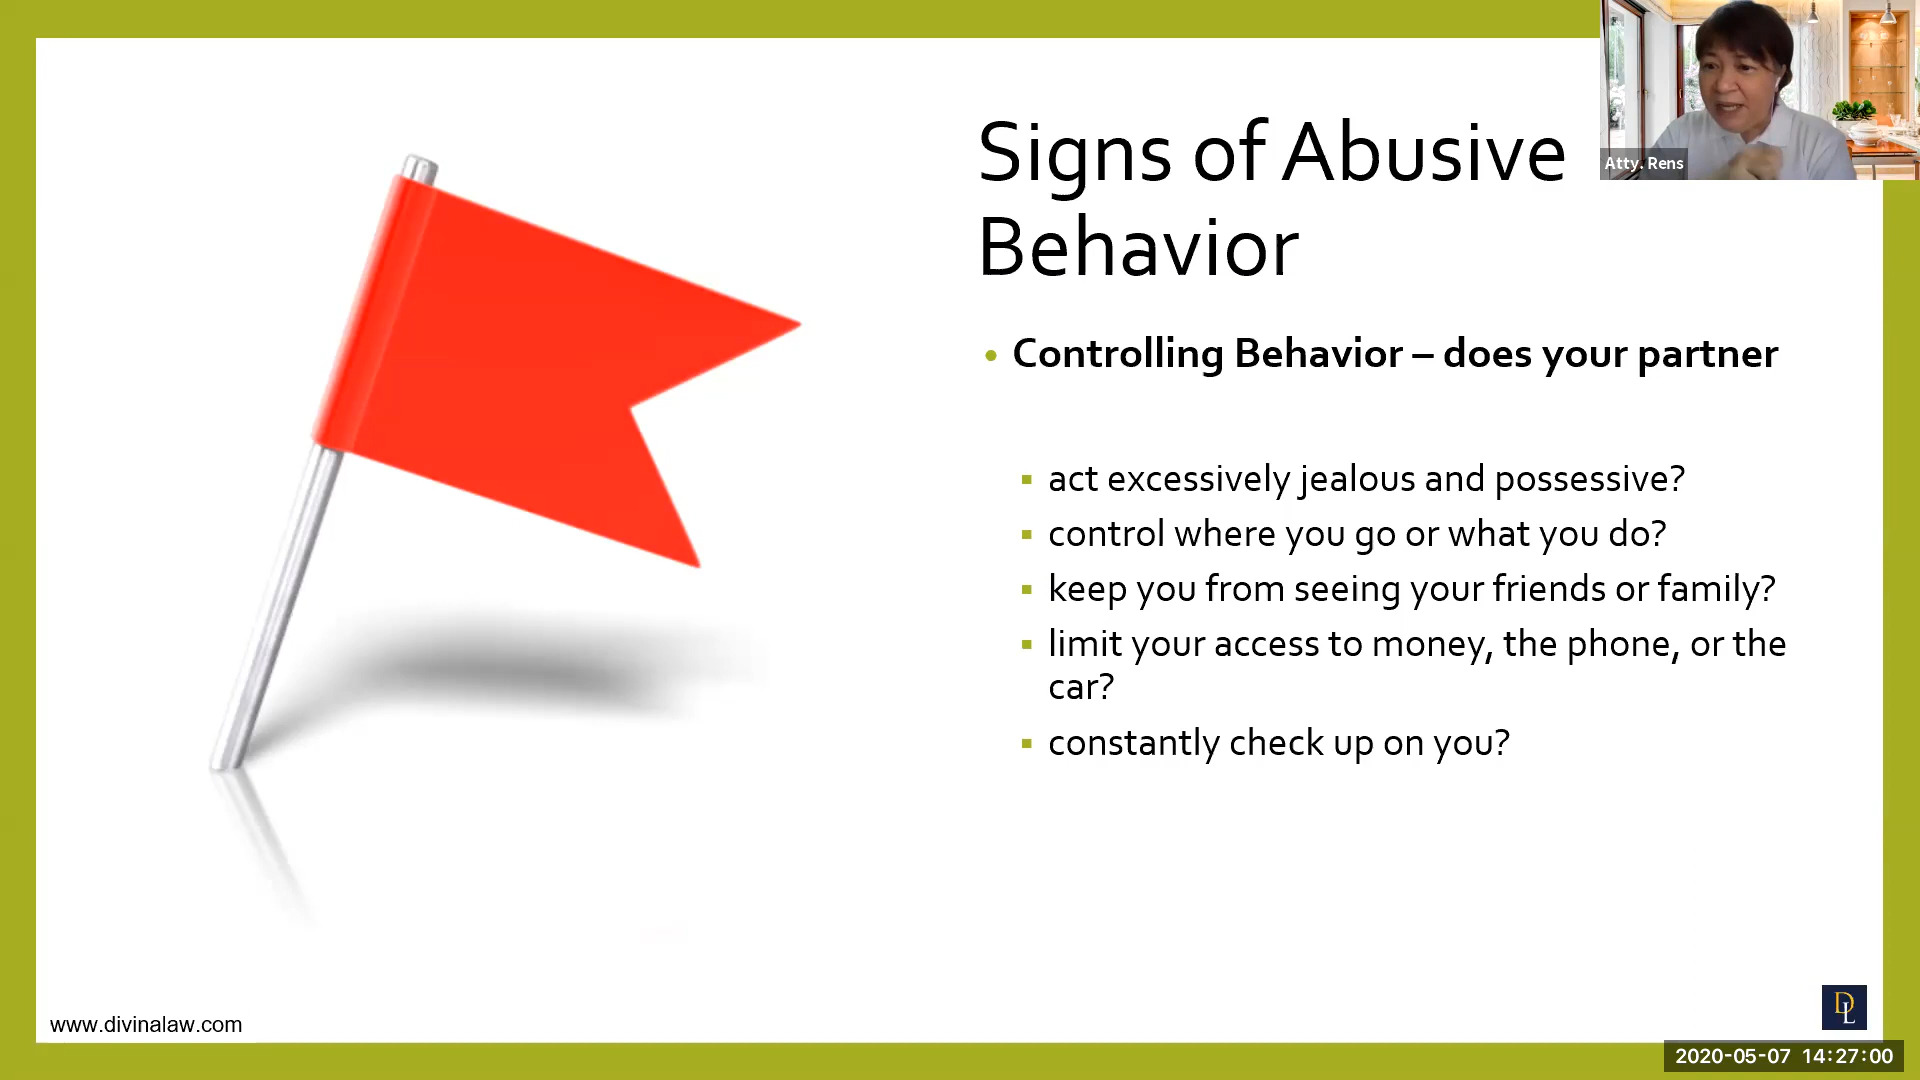 Signs of Abusive
Behavior
Atty. Rens
• Controlling Behavior – does your partner
▪ act excessively jealous and possessive?
▪ control where you go or what you do?
▪ keep you from seeing your friends or family?
▪ limit your access to money, the phone, or the
car?
▪ constantly check up on you?
www.divinalaw.com
DL
2020-05-07 14:27:00